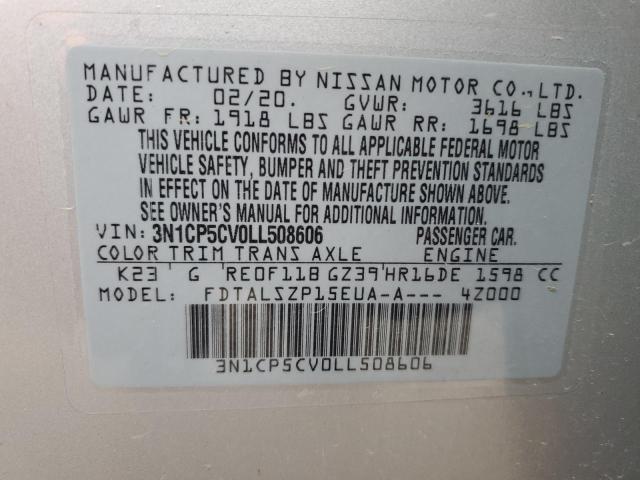 MANUFACTURED BY NISSAN MOTOR CO., LTD.
DATE: 02/20. GVWR: 3616 LBS
GAWR FR: 1918 LBS GAWR RR: 1698 LBS
THIS VEHICLE CONFORMS TO ALL APPLICABLE FEDERAL MOTOR
VEHICLE SAFETY, BUMPER AND THEFT PREVENTION STANDARDS
IN EFFECT ON THE DATE OF MANUFACTURE SHOWN ABOVE.
SEE OWNER'S MANUAL FOR ADDITIONAL INFORMATION.
VIN: 3N1CP5CV0LL508606 PASSENGER CAR.
COLOR TRIM TRANS AXLE ENGINE
K23 G RE0F11B GZ39 HR16DE 1598 CC
MODEL: FDTALSZP15EUA-A--- 4Z000
3N1CP5CV0LL508606